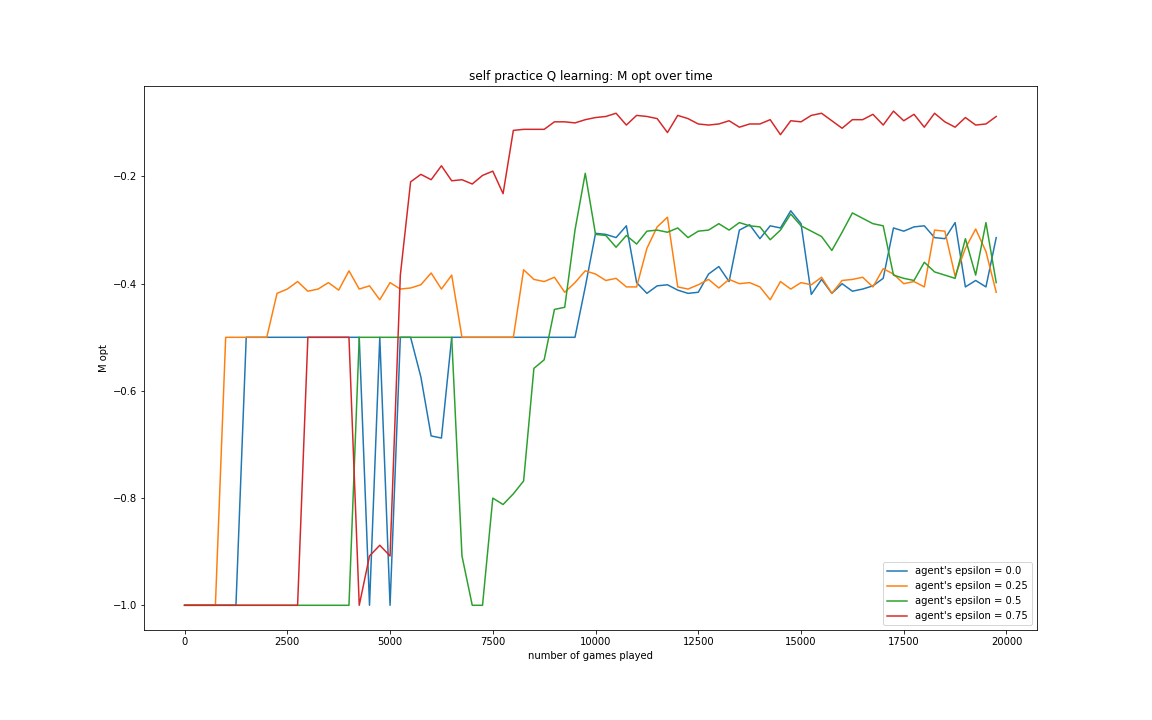 self practice Q learning: M opt over time
M opt
−0.2
−0.4
−0.6
−0.8
−1.0
0
2500
5000
7500
10000
12500
15000
17500
20000
number of games played
agent's epsilon = 0.0
agent's epsilon = 0.25
agent's epsilon = 0.5
agent's epsilon = 0.75